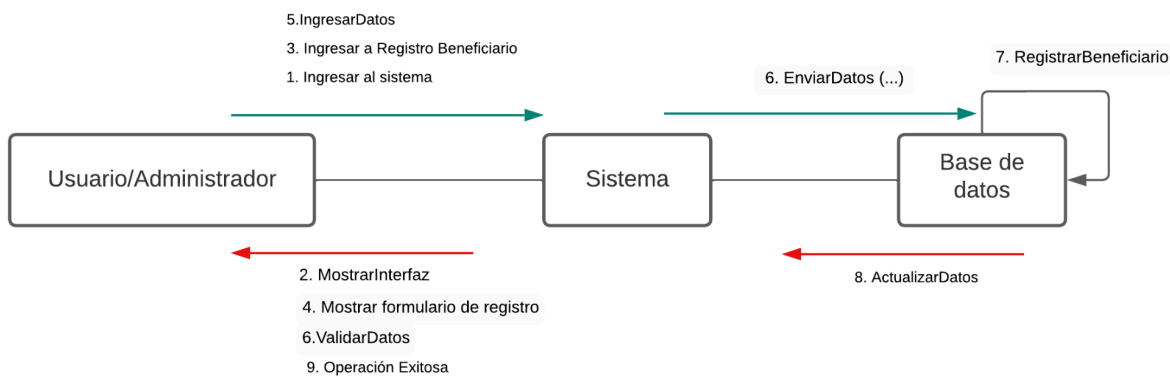 5.IngresarDatos
3. Ingresar a Registro Beneficiario
1. Ingresar al sistema
6. EnviarDatos (...)
7. RegistrarBeneficiario
Usuario/Administrador
Sistema
Base de
datos
2. MostrarInterfaz
4. Mostrar formulario de registro
6.ValidarDatos
9. Operación Exitosa
8. ActualizarDatos